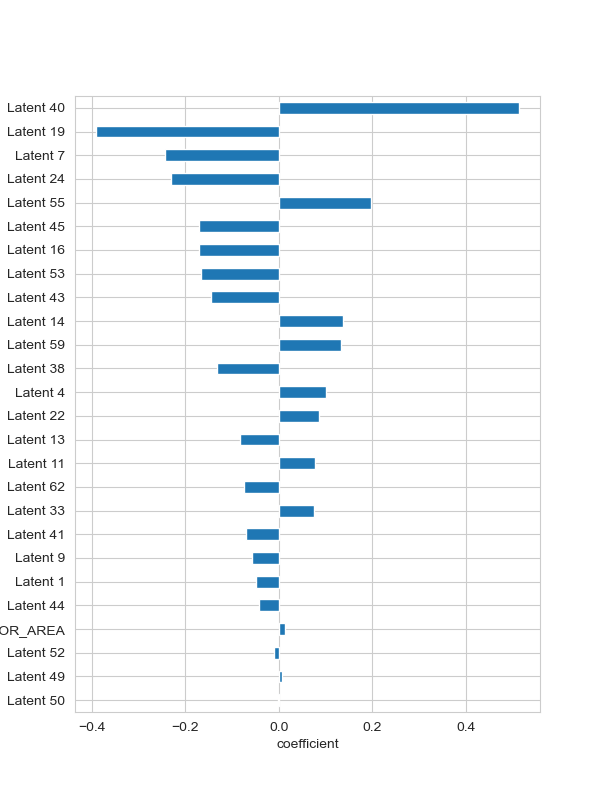 Latent 40
Latent 19
Latent 7
Latent 24
Latent 55
Latent 45
Latent 16
Latent 53
Latent 43
Latent 14
Latent 59
Latent 38
Latent 4
Latent 22
Latent 13
Latent 11
Latent 62
Latent 33
Latent 41
Latent 9
Latent 1
Latent 44
OR_AREA
Latent 52
Latent 49
Latent 50
−0.4 −0.2 0.0 0.2 0.4
coefficient